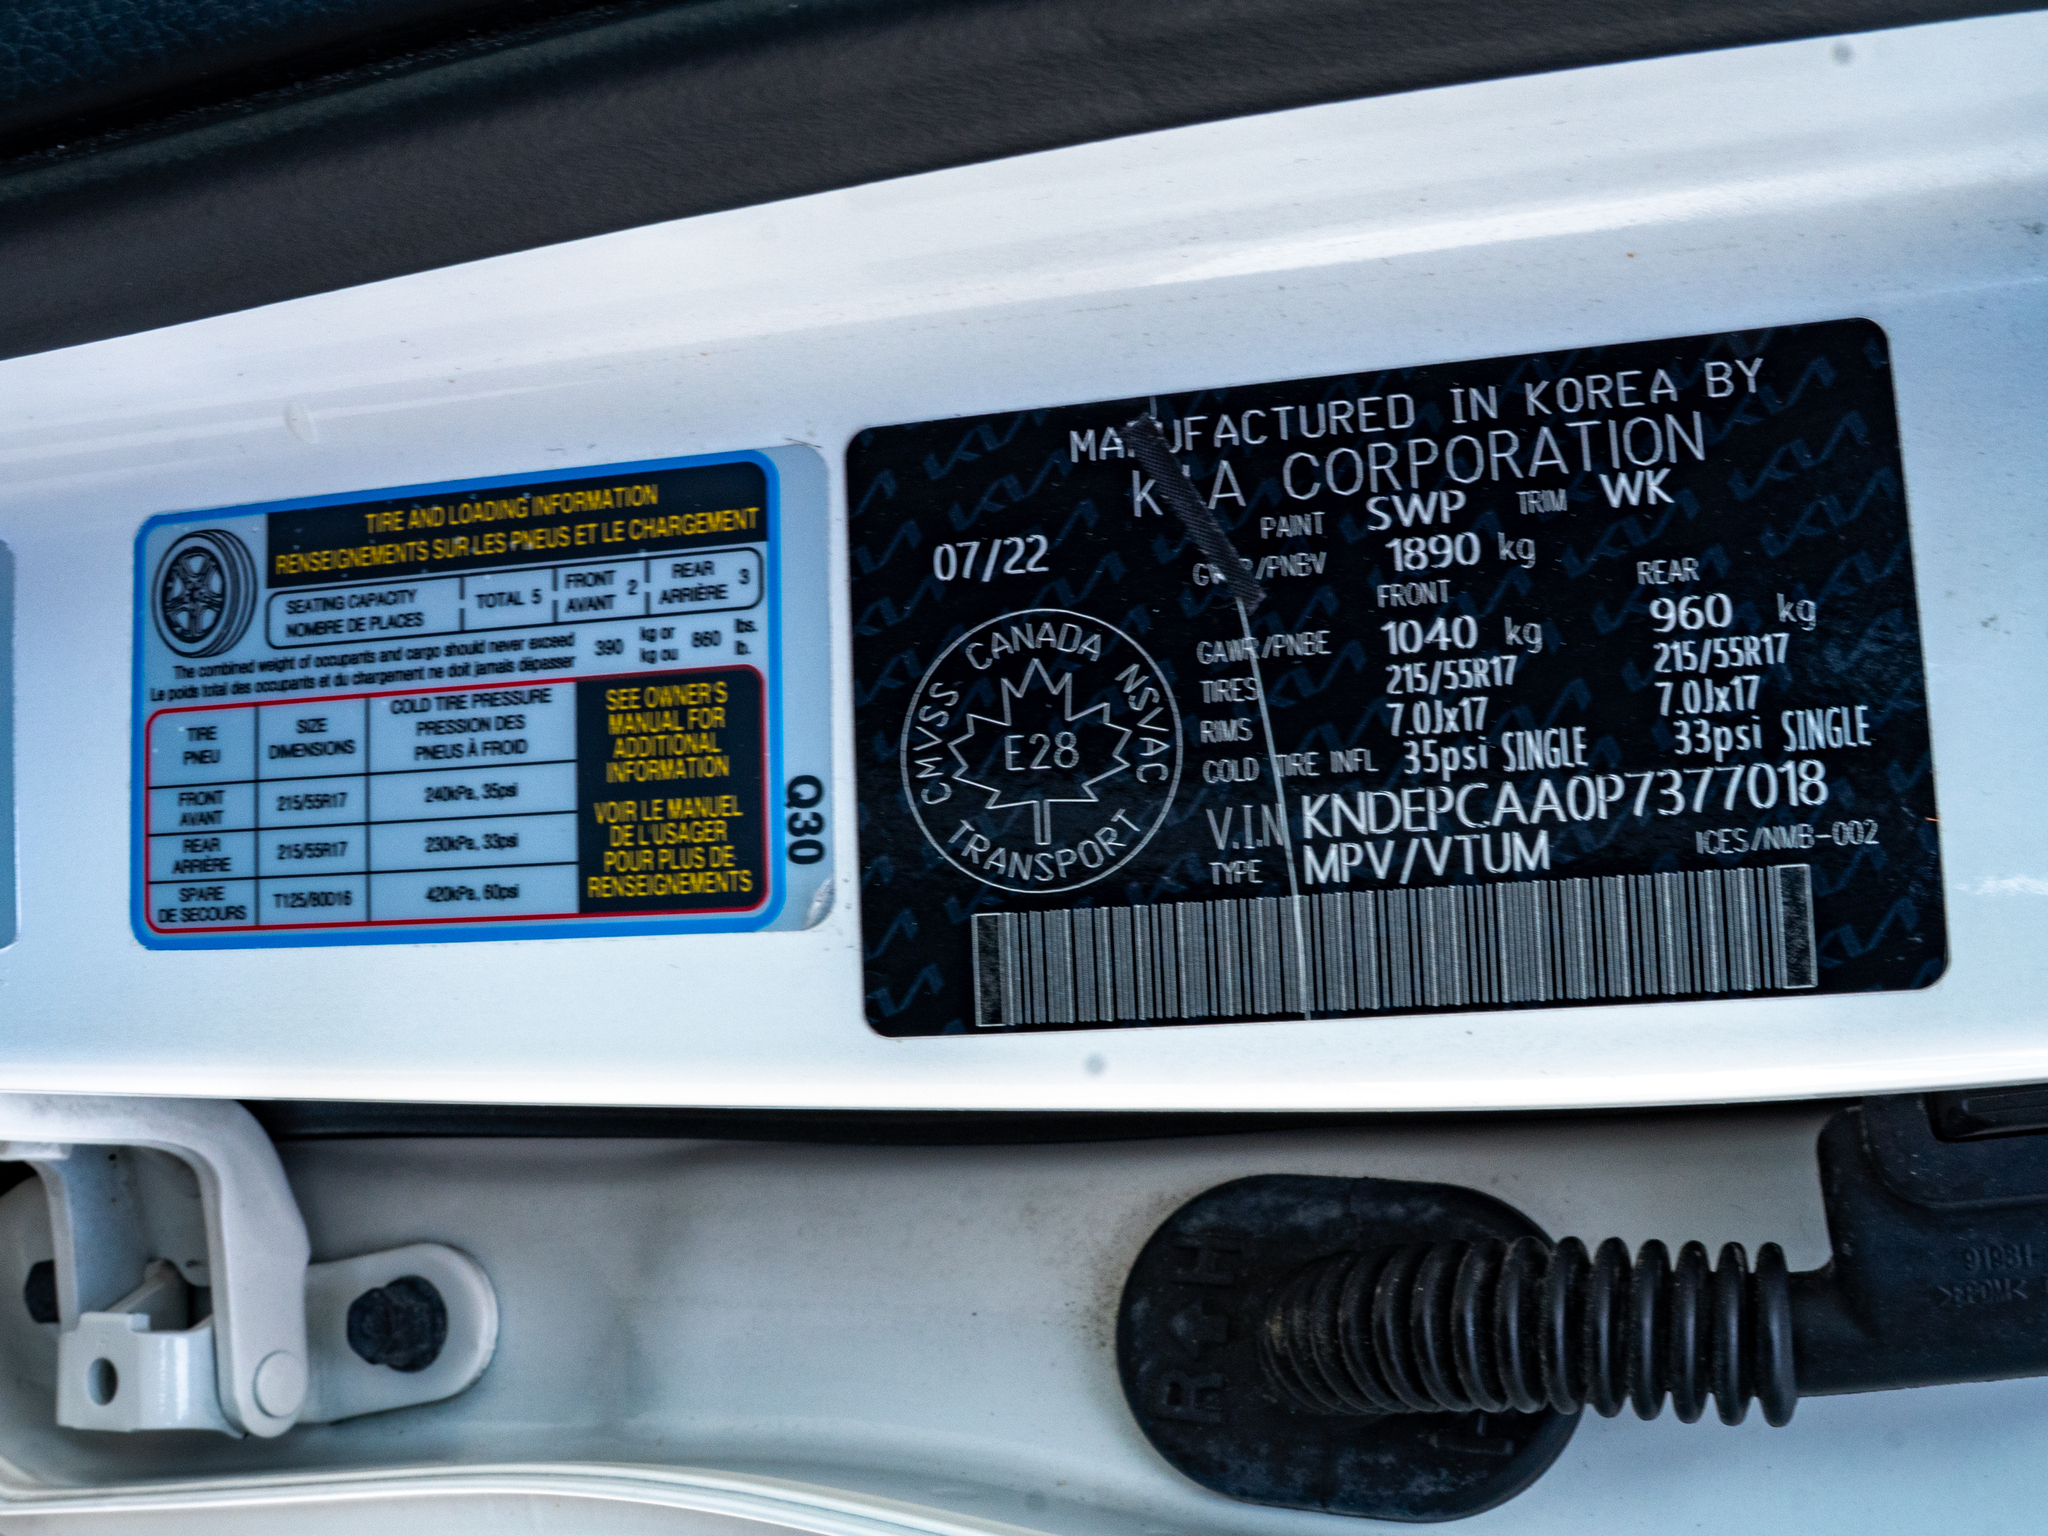 TIRE AND LOADING INFORMATION
RENSEIGNEMENTS SUR LES PNEUS ET LE CHARGEMENT
SEATING CAPACITY
NOMBRE DE PLACES
TOTAL 5
FRONT
AVANT 2
REAR
ARRIÈRE 3
The combined weight of occupants and cargo should never exceed 390 kg or 860 lbs.
Le poids total des occupants et du chargement ne doit jamais dépasser kg ou lb.
TIRE
PNEU
SIZE
DIMENSIONS
COLD TIRE PRESSURE
PRESSION DES
PNEUS À FROID
FRONT
AVANT
215/55R17
240kPa, 35psi
REAR
ARRIÈRE
215/55R17
230kPa, 33psi
SPARE
DE SECOURS
T125/80D16
420kPa, 60psi
SEE OWNER'S
MANUAL FOR
ADDITIONAL
INFORMATION
VOIR LE MANUEL
DE L'USAGER
POUR PLUS DE
RENSEIGNEMENTS
Q30
MANUFACTURED IN KOREA BY
KIA CORPORATION
PAINT SWP TRIM WK
07/22
GVWR/PNBV 1890 kg
FRONT REAR
GAWR/PNBE 1040 kg 960 kg
TIRES 215/55R17 215/55R17
RIMS 7.0Jx17 7.0Jx17
COLD TIRE INFL 35psi SINGLE 33psi SINGLE
V.I.N KNDEPCAA0P7377018
TYPE MPV/VTUM ICES/NMB-002
CMVSS CANADA NSVAC
E28
TRANSPORT
RH